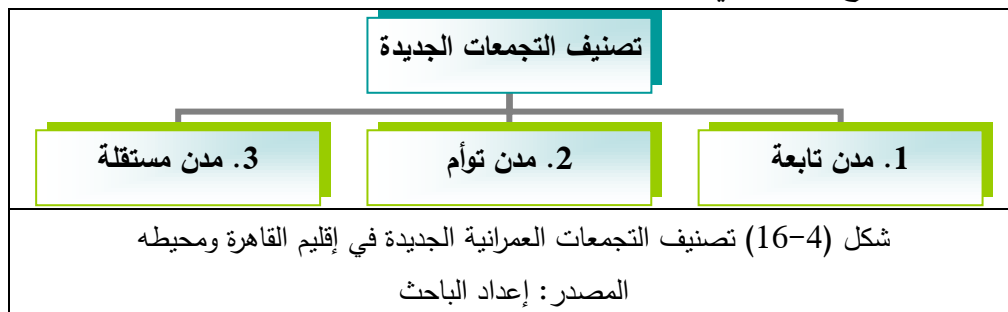 تصنيف التجمعات الجديدة
1. مدن تابعة
2. مدن توأم
3. مدن مستقلة
شكل (4-16) تصنيف التجمعات العمرانية الجديدة في إقليم القاهرة ومحيطه
المصدر: إعداد الباحث